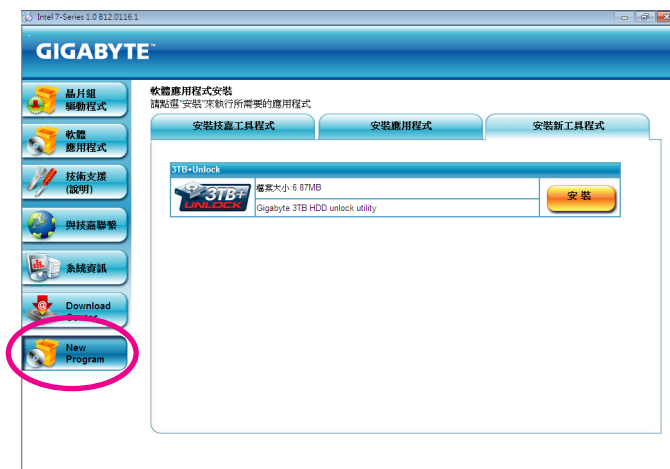 Intel 7-Series 1.0 B12.0116.1
GIGABYTE™
晶片組
驅動程式
軟體
應用程式
技術支援
(說明)
與技嘉聯繫
系統資訊
Download
Center
New
Program
軟體應用程式安裝
請點選"安裝"來執行所需要的應用程式
安裝技嘉工具程式
安裝應用程式
安裝新工具程式
3TB+Unlock
3TB+
UNLOCK
檔案大小:6.87MB
Gigabyte 3TB HDD unlock utility
安裝